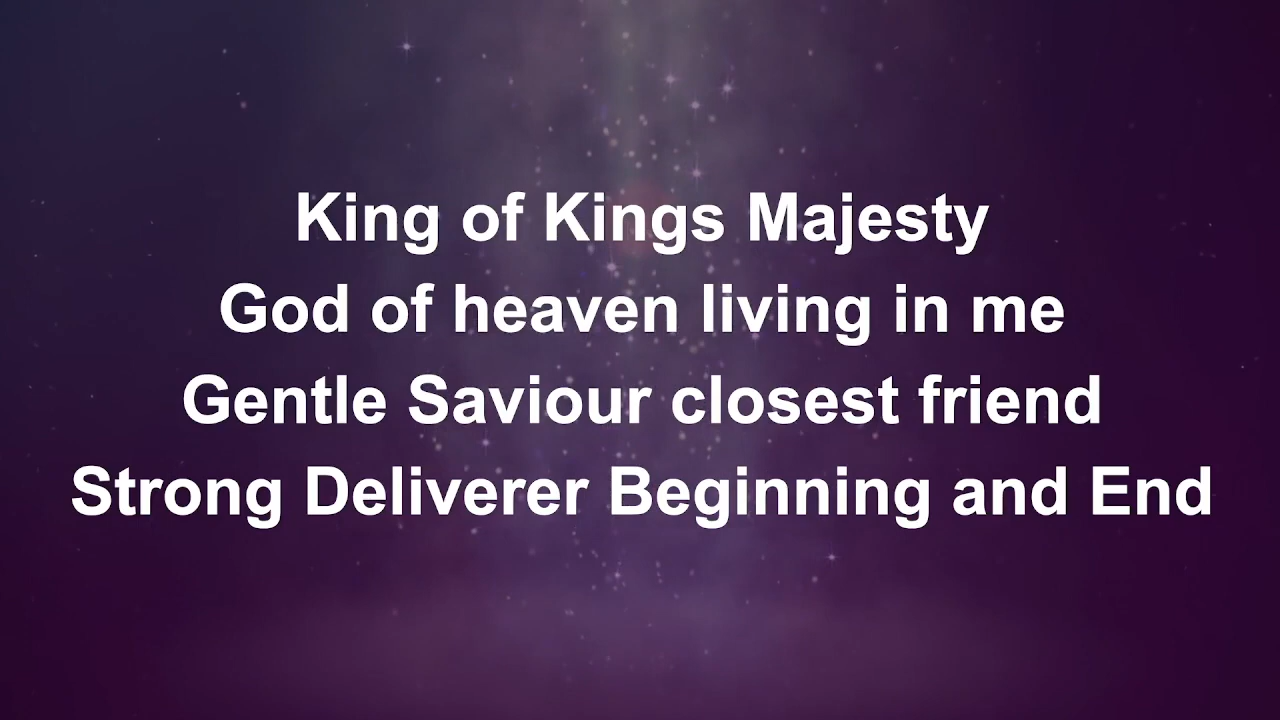 King of Kings Majesty
God of heaven living in me
Gentle Saviour closest friend
Strong Deliverer Beginning and End